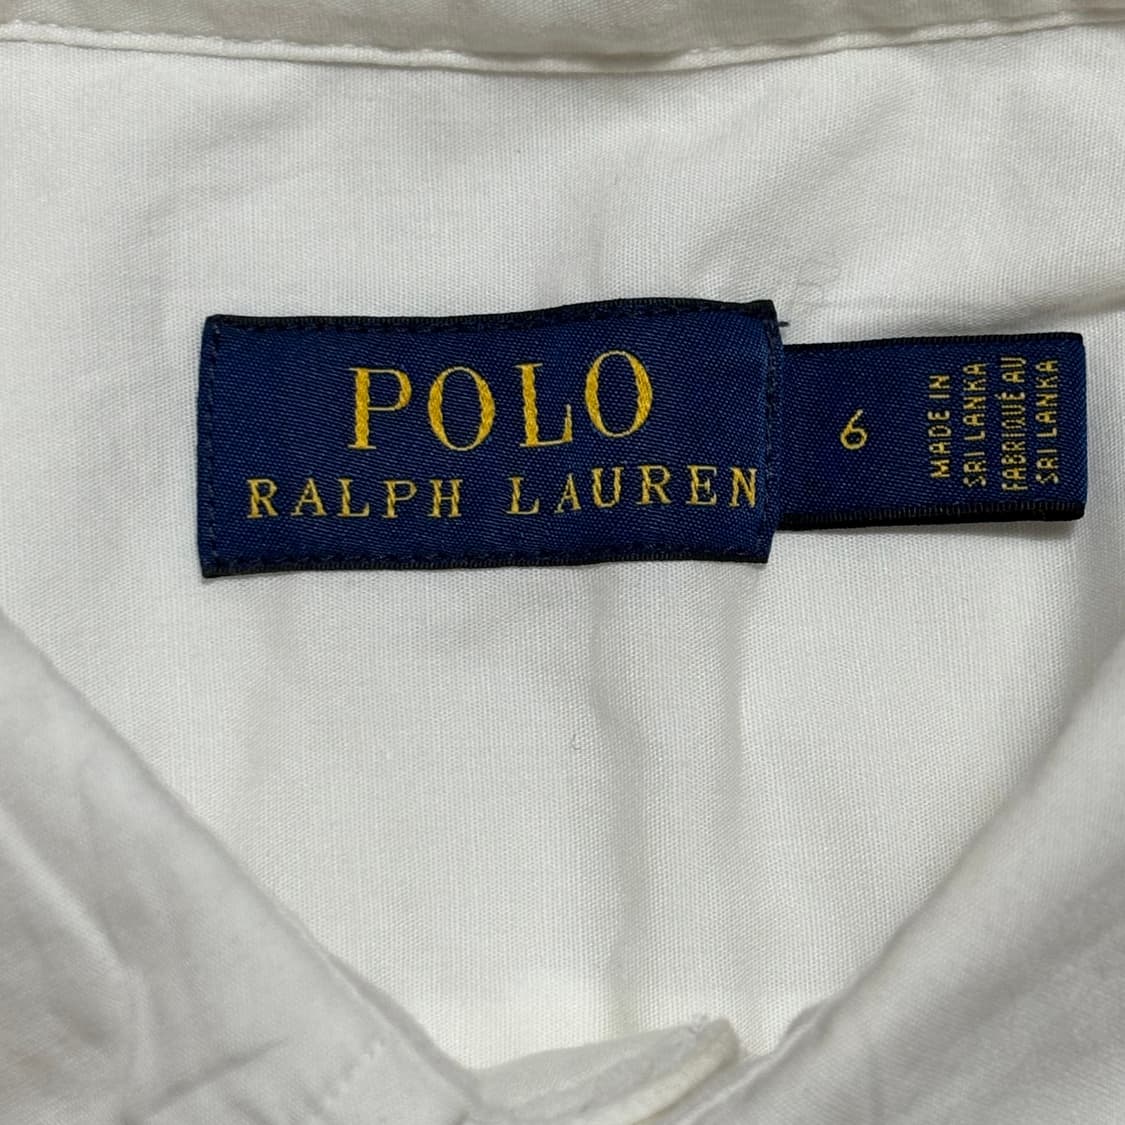 POLO
RALPH LAUREN
6
MADE IN
SRI LANKA
FABRIQUÉ AU
SRI LANKA